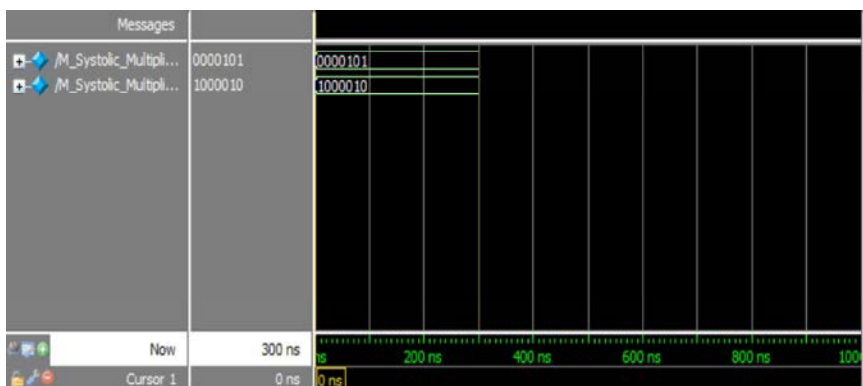 Messages
/M_Systolic_Multipli... 0000101 0000101
/M_Systolic_Multipli... 1000010 1000010
Now 300 ns
ns 200 ns 400 ns 600 ns 800 ns 100
Cursor 1 0 ns 0 ns